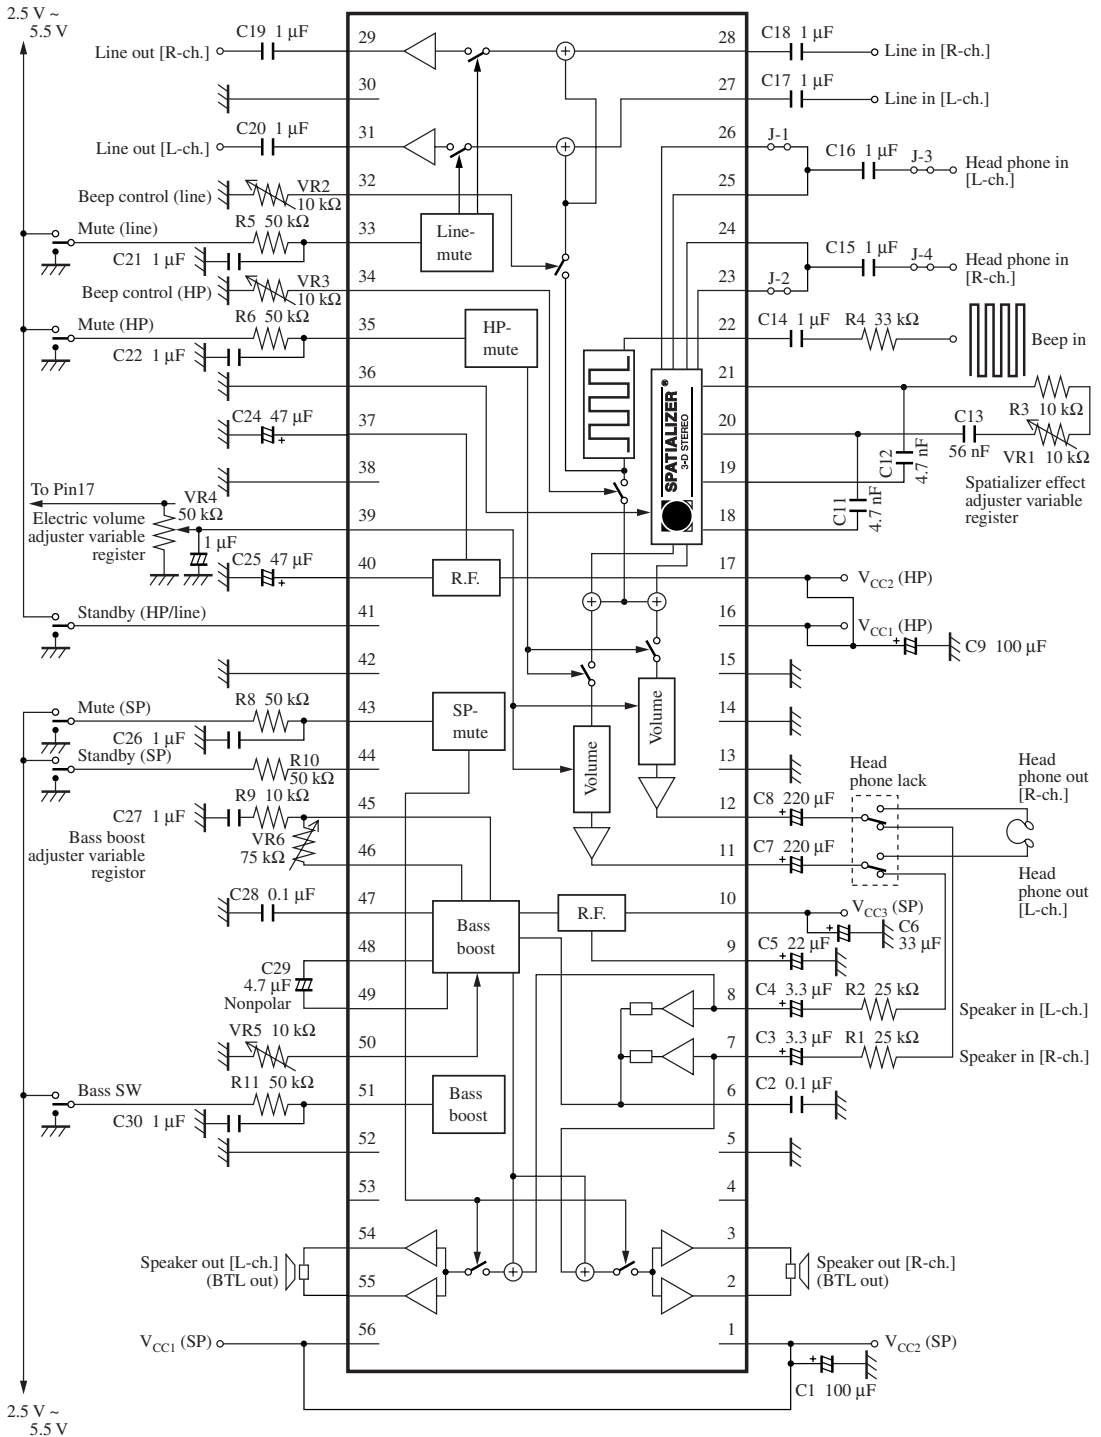 2.5 V ~
5.5 V
C19 1 µF
Line out [R-ch.]
29
28
C18 1 µF
Line in [R-ch.]
30
27
C17 1 µF
Line in [L-ch.]
C20 1 µF
Line out [L-ch.]
31
26
J-1
C16 1 µF
J-3
Head phone in
[L-ch.]
32
25
Beep control (line)
VR2
10 kΩ
R5 50 kΩ
Mute (line)
33
Line-
mute
24
C21 1 µF
C15 1 µF
J-4
Head phone in
[R-ch.]
34
23
J-2
Beep control (HP)
VR3
10 kΩ
R6 50 kΩ
Mute (HP)
35
HP-
mute
22
C14 1 µF
R4 33 kΩ
Beep in
C22 1 µF
36
21
R3 10 kΩ
C24 47 µF
+
37
20
C13
56 nF
VR1 10 kΩ
C12
4.7 nF
SPATIALIZER ®
3-D STEREO
38
19
C11
4.7 nF
Spatializer effect
adjuster variable
register
To Pin17
VR4
50 kΩ
Electric volume
adjuster variable
register
39
18
1 µF
C25 47 µF
+
40
R.F.
17
VCC2 (HP)
Standby (HP/line)
41
16
VCC1 (HP)
+
C9 100 µF
42
15
R8 50 kΩ
Mute (SP)
43
SP-
mute
Volume
Volume
14
C26 1 µF
Standby (SP)
R10
50 kΩ
44
13
Head
phone lack
Head
phone out
[R-ch.]
R9 10 kΩ
C27 1 µF
45
12
C8 220 µF
+
VR6
75 kΩ
Bass boost
adjuster variable
registor
46
11
C7 220 µF
+
Head
phone out
[L-ch.]
C28 0.1 µF
47
Bass
boost
R.F.
10
VCC3 (SP)
+
C6
33 µF
48
9
C5 22 µF
+
C29
4.7 µF
Nonpolar
49
8
C4 3.3 µF
+
R2 25 kΩ
Speaker in [L-ch.]
VR5 10 kΩ
50
7
C3 3.3 µF
+
R1 25 kΩ
Speaker in [R-ch.]
R11 50 kΩ
Bass SW
51
Bass
boost
6
C2 0.1 µF
C30 1 µF
52
5
53
4
54
3
Speaker out [L-ch.]
(BTL out)
Speaker out [R-ch.]
(BTL out)
55
2
56
1
VCC1 (SP)
VCC2 (SP)
+
C1 100 µF
2.5 V ~
5.5 V